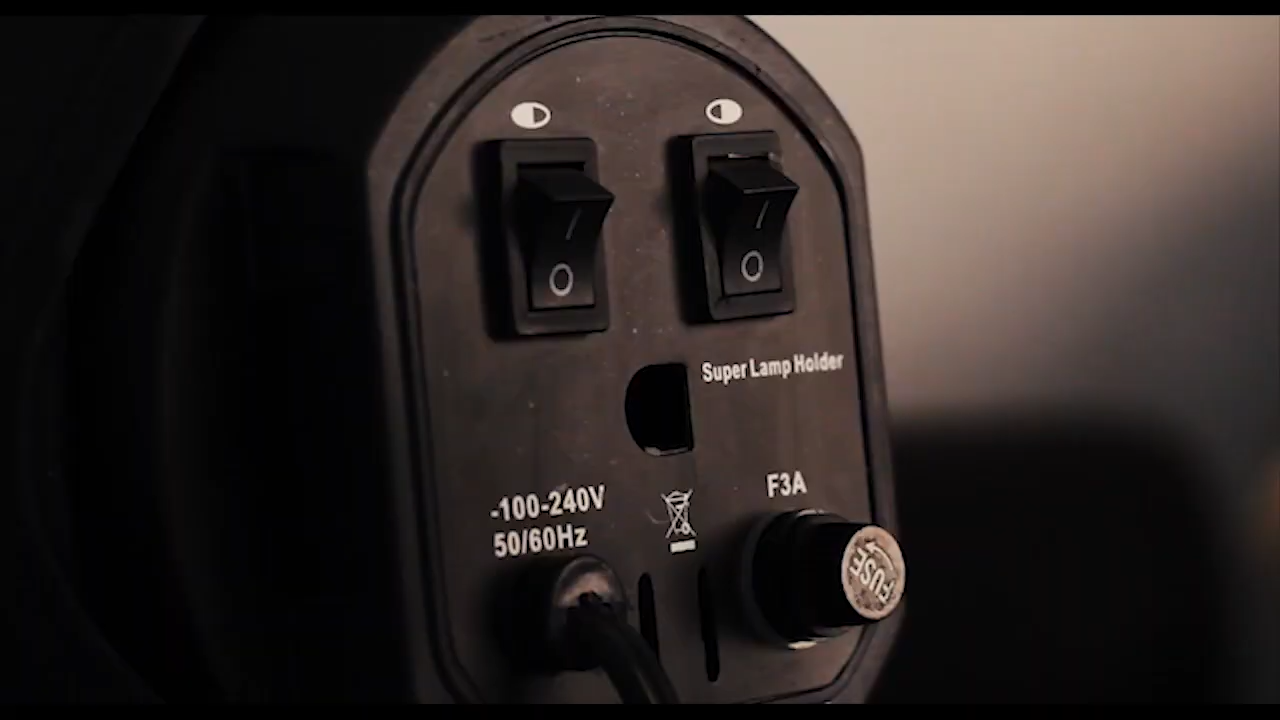 / /
O O
Super Lamp Holder
F3A
-100-240V
50/60Hz
FUSE